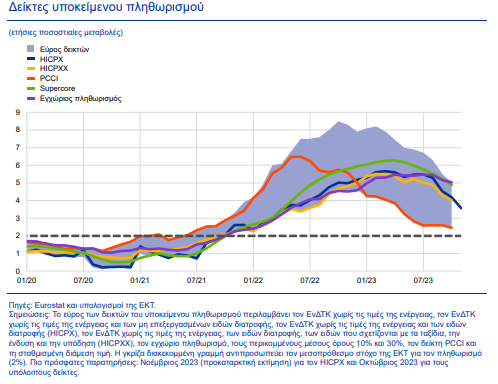 Δείκτες υποκείμενου πληθωρισμού
(ετήσιες ποσοστιαίες μεταβολές)
Εύρος δεικτών
HICPX
HICPXX
PCCI
Supercore
Εγχώριος πληθωρισμός
9
8
7
6
5
4
3
2
1
0
01/20 07/20 01/21 07/21 01/22 07/22 01/23 07/23
Πηγές: Eurostat και υπολογισμοί της ΕΚΤ.
Σημειώσεις: Το εύρος των δεικτών του υποκείμενου πληθωρισμού περιλαμβάνει τον ΕνΔΤΚ χωρίς τις τιμές της ενέργειας, τον ΕνΔΤΚ
χωρίς τις τιμές της ενέργειας και των μη επεξεργασμένων ειδών διατροφής, τον ΕνΔΤΚ χωρίς τις τιμές της ενέργειας και των ειδών
διατροφής (HICPX), τον ΕνΔΤΚ χωρίς τις τιμές της ενέργειας, των ειδών διατροφής, των ειδών που σχετίζονται με τα ταξίδια, την
ένδυση και την υπόδηση (HICPXX), τον εγχώριο πληθωρισμό, τους περικομμένους μέσους όρους 10% και 30%, τον δείκτη PCCI και
τη σταθμισμένη διάμεση τιμή. Η γκρίζα διακεκομμένη γραμμή αντιπροσωπεύει τον μεσοπρόθεσμο στόχο της ΕΚΤ για τον πληθωρισμό
(2%). Πιο πρόσφατες παρατηρήσεις: Νοέμβριος 2023 (προκαταρκτική εκτίμηση) για τον HICPX και Οκτώβριος 2023 για τους
υπόλοιπους δείκτες.